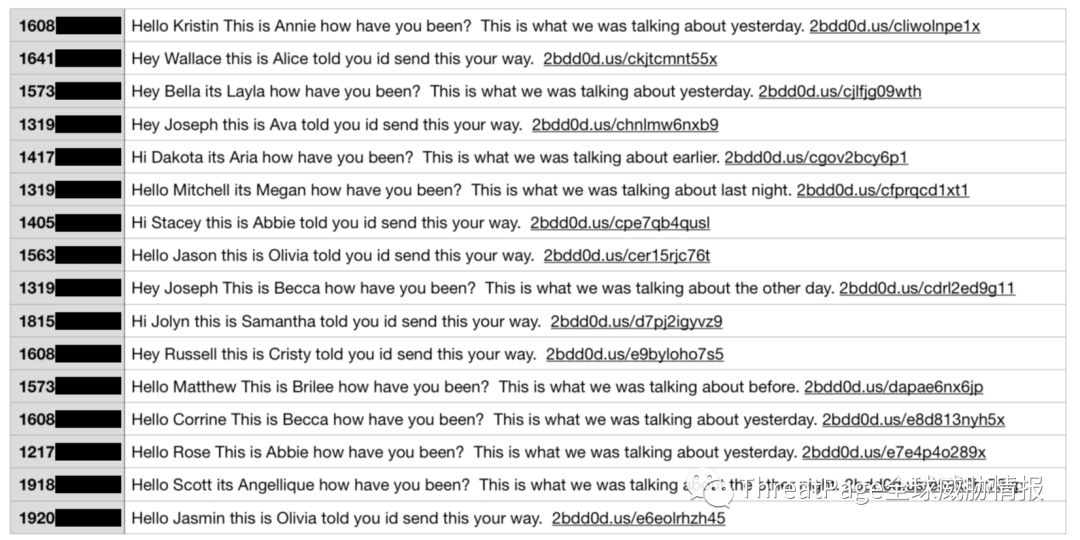 1608 Hello Kristin This is Annie how have you been?  This is what we was talking about yesterday. 2bdd0d.us/cliwolnpe1x
1641 Hey Wallace this is Alice told you id send this your way.  2bdd0d.us/ckjtcmnt55x
1573 Hey Bella its Layla how have you been?  This is what we was talking about yesterday. 2bdd0d.us/cjlfjg09wth
1319 Hey Joseph this is Ava told you id send this your way.  2bdd0d.us/chnlmw6nxb9
1417 Hi Dakota its Aria how have you been?  This is what we was talking about earlier. 2bdd0d.us/cgov2bcy6p1
1319 Hello Mitchell its Megan how have you been?  This is what we was talking about last night. 2bdd0d.us/cfprqcd1xt1
1405 Hi Stacey this is Abbie told you id send this your way.  2bdd0d.us/cpe7qb4qusl
1563 Hello Jason this is Olivia told you id send this your way.  2bdd0d.us/cer15rjc76t
1319 Hey Joseph This is Becca how have you been?  This is what we was talking about the other day. 2bdd0d.us/cdrl2ed9g11
1815 Hi Jolyn this is Samantha told you id send this your way.  2bdd0d.us/d7pj2igyvz9
1608 Hey Russell this is Cristy told you id send this your way.  2bdd0d.us/e9byloho7s5
1573 Hello Matthew This is Brilee how have you been?  This is what we was talking about before. 2bdd0d.us/dapae6nx6jp
1608 Hello Corrine This is Becca how have you been?  This is what we was talking about yesterday. 2bdd0d.us/e8d813nyh5x
1217 Hello Rose This is Abbie how have you been?  This is what we was talking about yesterday. 2bdd0d.us/e7e4p4o289x
1918 Hello Scott its Angellique how have you been?  This is what we was talking about the other
ThreatPage全球威胁情报
1920 Hello Jasmin this is Olivia told you id send this your way.  2bdd0d.us/e6eolrhzh45